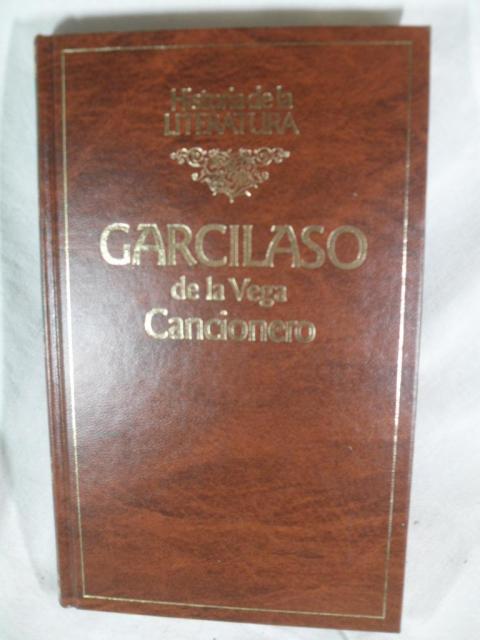 Historia de la
LITERATURA
GARCILASO
de la Vega
Cancionero